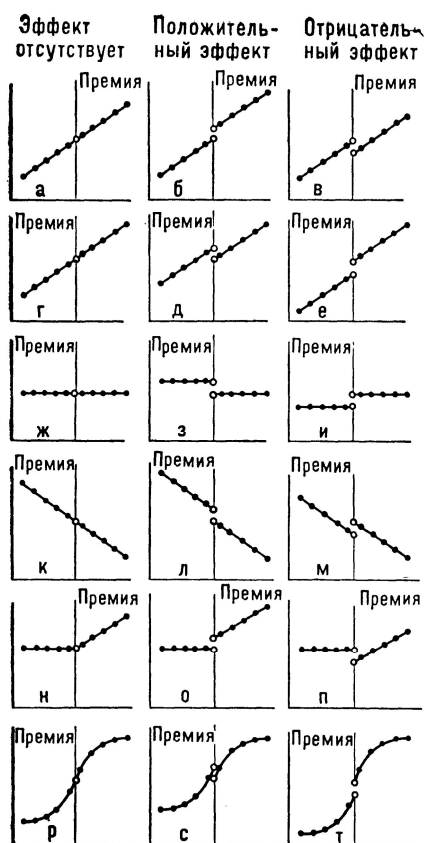 Эффект отсутствует
Положитель-
ный эффект
Отрицатель-
ный эффект
Премия Премия Премия
а б в
Премия Премия Премия
г д е
Премия Премия Премия
ж з и
Премия Премия Премия
к л м
Премия Премия Премия
н о п
Премия Премия Премия
р с т